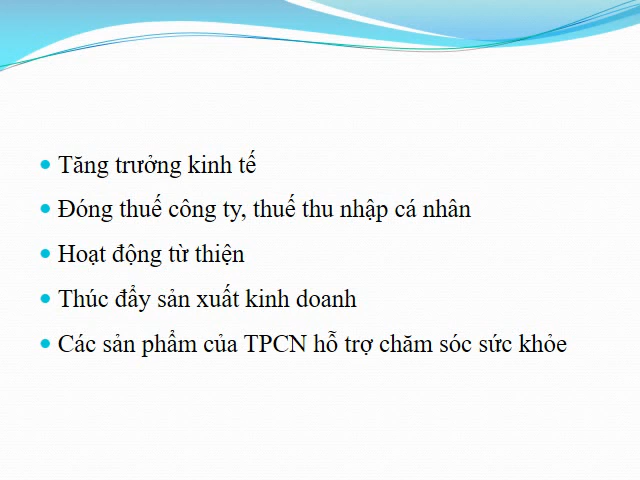 Tăng trưởng kinh tế
Đóng thuế công ty, thuế thu nhập cá nhân
Hoạt động từ thiện
Thúc đẩy sản xuất kinh doanh
Các sản phẩm của TPCN hỗ trợ chăm sóc sức khỏe